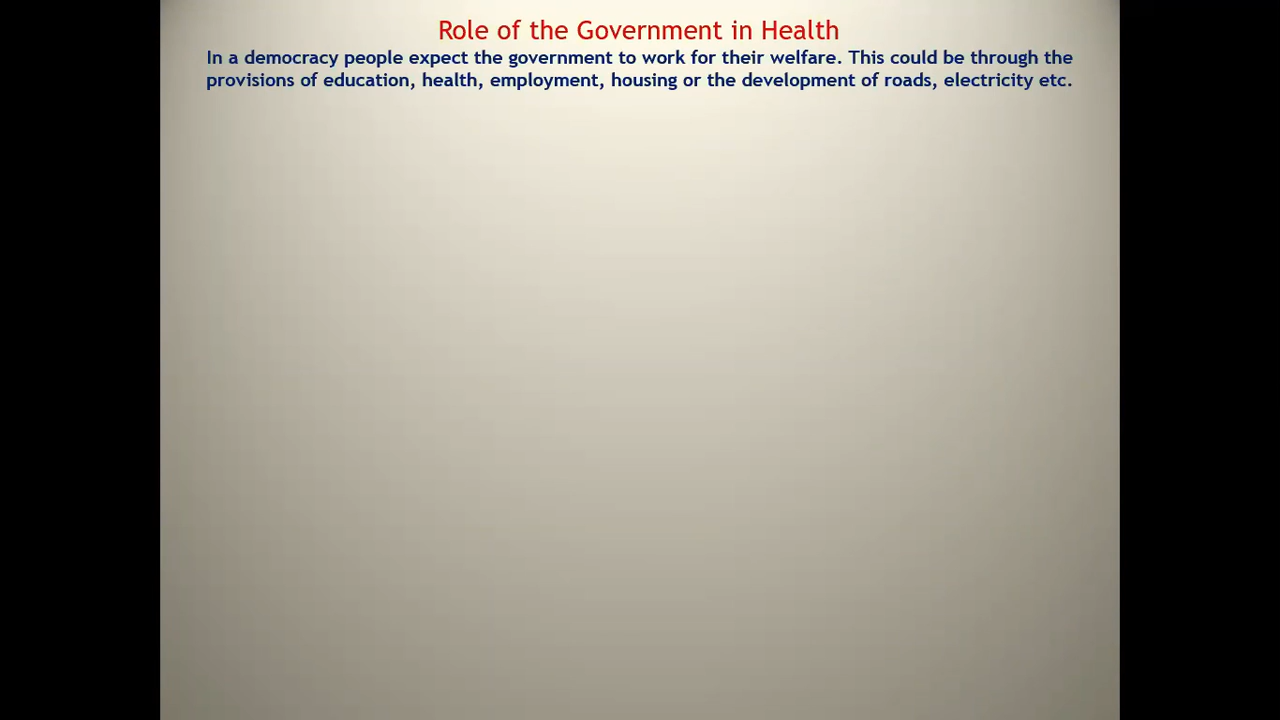 Role of the Government in Health
In a democracy people expect the government to work for their welfare. This could be through the
provisions of education, health, employment, housing or the development of roads, electricity etc.